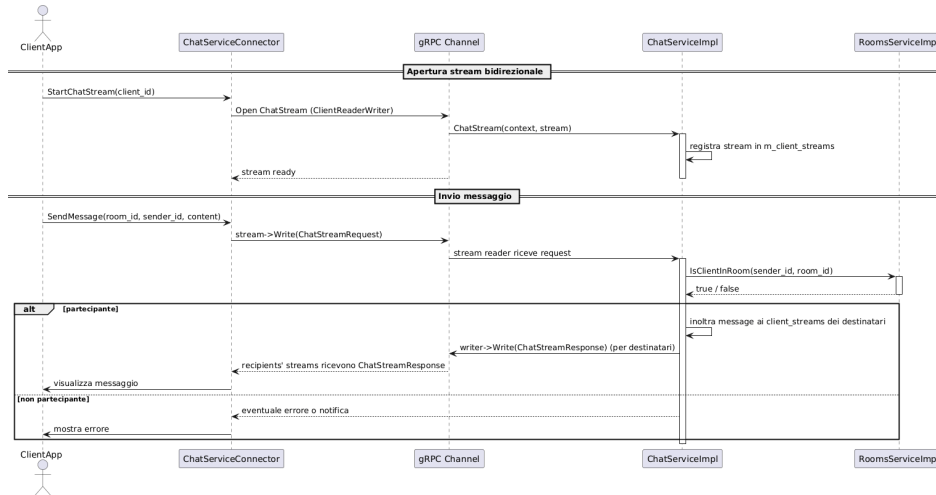 ClientApp
ChatServiceConnector
gRPC Channel
ChatServiceImpl
RoomsServiceImp
Apertura stream bidirezionale
StartChatStream(client_id)
Open ChatStream (ClientReaderWriter)
ChatStream(context, stream)
registra stream in m_client_streams
stream ready
Invio messaggio
SendMessage(room_id, sender_id, content)
stream->Write(ChatStreamRequest)
stream reader riceve request
IsClientInRoom(sender_id, room_id)
true / false
alt [partecipante]
inoltra message ai client_streams dei destinatari
writer->Write(ChatStreamResponse) (per destinatari)
recipients' streams ricevono ChatStreamResponse
visualizza messaggio
[non partecipante]
eventuale errore o notifica
mostra errore
ClientApp
ChatServiceConnector
gRPC Channel
ChatServiceImpl
RoomsServiceImp